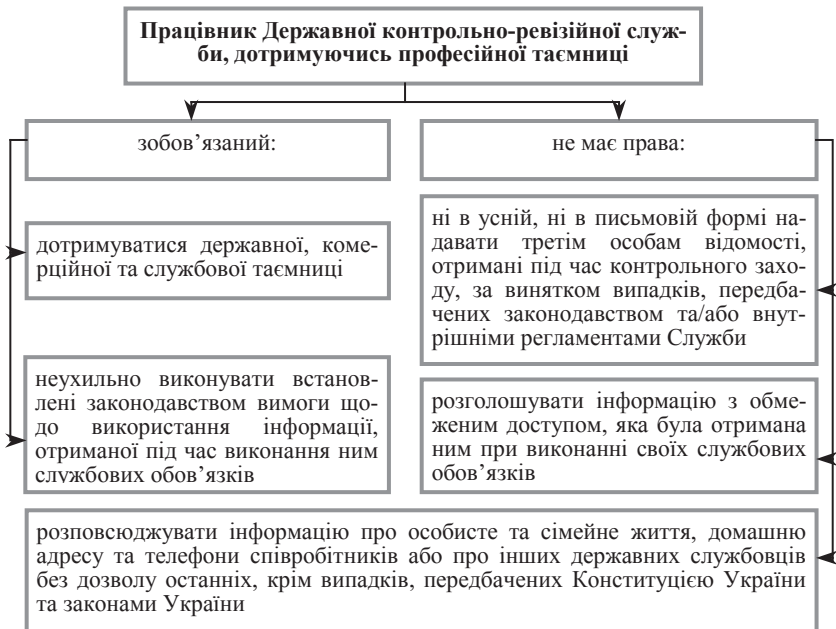 Працівник Державної контрольно-ревізійної служ-
би, дотримуючись професійної таємниці
зобов’язаний:
дотримуватися державної, коме-
рційної та службової таємниці
неухильно виконувати встанов-
лені законодавством вимоги що-
до використання інформації,
отриманої під час виконання ним
службових обов’язків
не має права:
ні в усній, ні в письмовій формі на-
давати третім особам відомості,
отримані під час контрольного захо-
ду, за винятком випадків, передба-
чених законодавством та/або внут-
рішніми регламентами Служби
розголошувати інформацію з обме-
женим доступом, яка була отримана
ним при виконанні своїх службових
обов’язків
розповсюджувати інформацію про особисте та сімейне життя, домашню
адресу та телефони співробітників або про інших державних службовців
без дозволу останніх, крім випадків, передбачених Конституцією України
та законами України